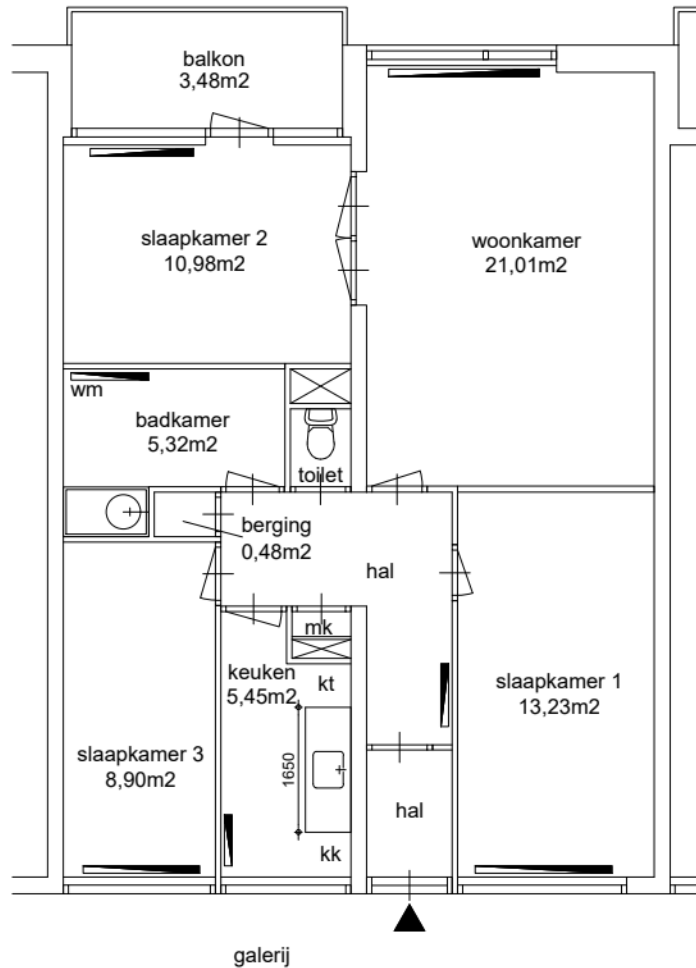 balkon
3,48m2
slaapkamer 2
10,98m2
woonkamer
21,01m2
wm
badkamer
5,32m2
toilet
berging
0,48m2
hal
mk
keuken
5,45m2
kt
slaapkamer 1
13,23m2
slaapkamer 3
8,90m2
1650
hal
kk
galerij